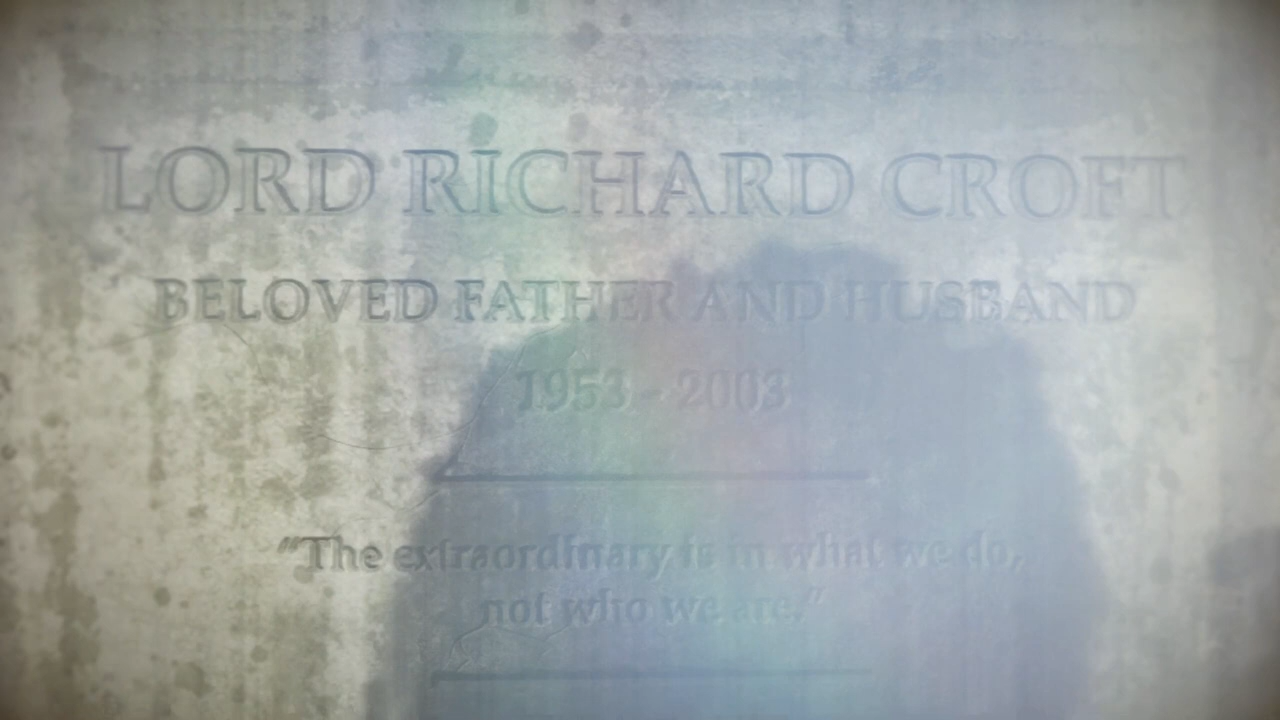 LORD RICHARD CROFT
BELOVED FATHER AND HUSBAND
1953 - 2003
“The extraordinary is in what we do,
not who we are.”